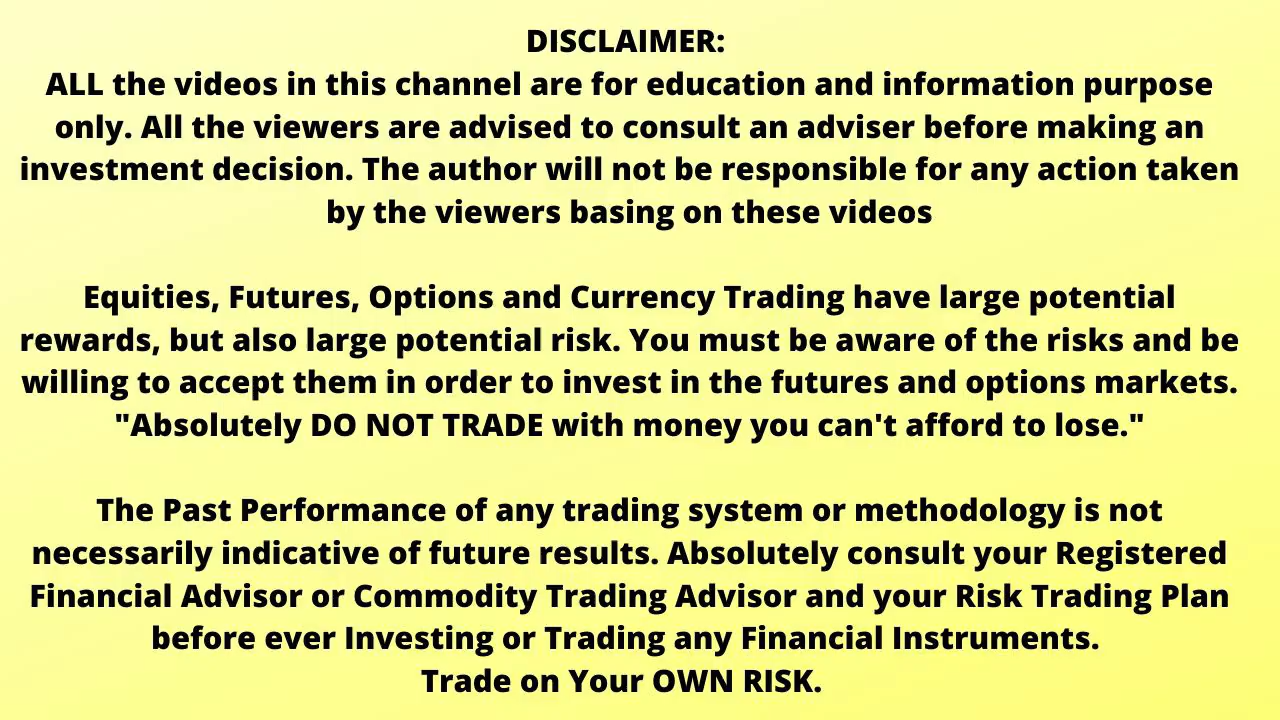 DISCLAIMER:
ALL the videos in this channel are for education and information purpose
only. All the viewers are advised to consult an adviser before making an
investment decision. The author will not be responsible for any action taken
by the viewers basing on these videos
Equities, Futures, Options and Currency Trading have large potential
rewards, but also large potential risk. You must be aware of the risks and be
willing to accept them in order to invest in the futures and options markets.
"Absolutely DO NOT TRADE with money you can't afford to lose."
The Past Performance of any trading system or methodology is not
necessarily indicative of future results. Absolutely consult your Registered
Financial Advisor or Commodity Trading Advisor and your Risk Trading Plan
before ever Investing or Trading any Financial Instruments.
Trade on Your OWN RISK.